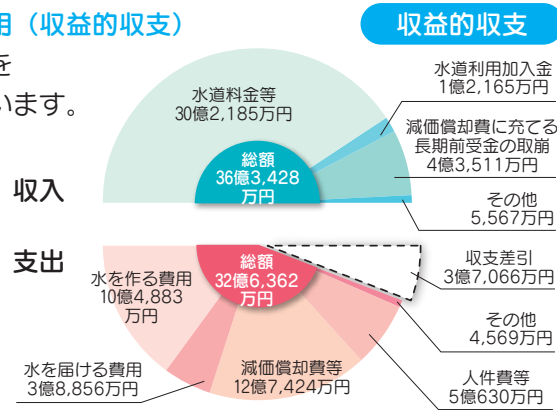 用（収益的収支）
を
います。
収益的収支
収入
水道料金等
30億2,185万円
水道利用加入金
1億2,165万円
減価償却費に充てる
長期前受金の取崩
4億3,511万円
その他
5,567万円
総額
36億3,428
万円
支出
総額
32億6,362
万円
水を作る費用
10億4,883
万円
水を届ける費用
3億8,856万円
減価償却費等
12億7,424万円
収支差引
3億7,066万円
その他
4,569万円
人件費等
5億630万円